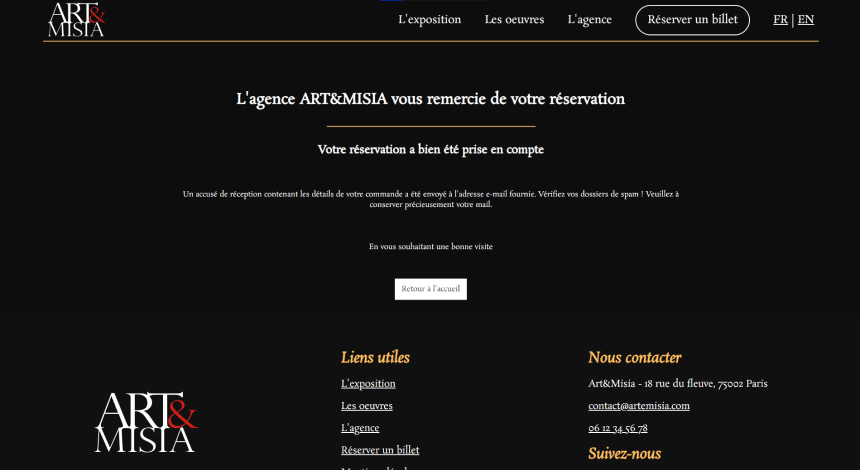 ART&
MISIA
L'exposition
Les oeuvres
L'agence
Réserver un billet
FR | EN
L'agence ART&MISIA vous remercie de votre réservation
Votre réservation a bien été prise en compte
Un accusé de réception contenant les détails de votre commande a été envoyé à l'adresse e-mail fournie. Vérifiez vos dossiers de spam ! Veuillez à
conserver précieusement votre mail.
En vous souhaitant une bonne visite
Retour à l'accueil
ART&
MISIA
Liens utiles
L'exposition
Les oeuvres
L'agence
Réserver un billet
Nous contacter
Art&Misia - 18 rue du fleuve, 75002 Paris
contact@artemisia.com
06 12 34 56 78
Suivez-nous